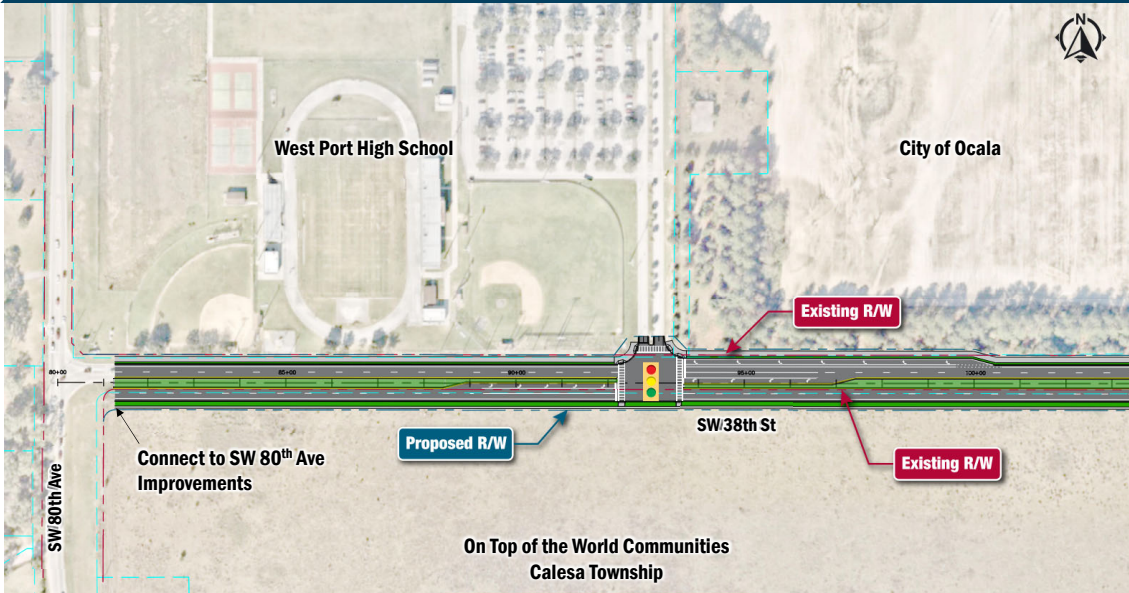 N
West Port High School
City of Ocala
Existing R/W
80+00
85+00
90+00
95+00
100+00
SW 38th St
Proposed R/W
Existing R/W
Connect to SW 80th Ave
Improvements
SW 80th Ave
On Top of the World Communities
Calesa Township